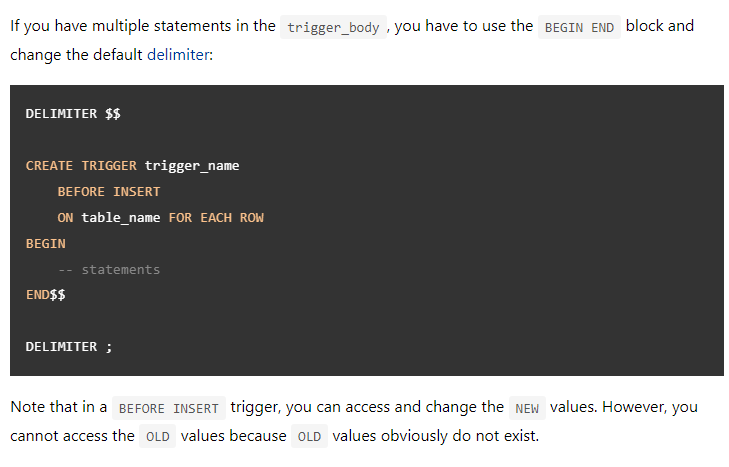 If you have multiple statements in the trigger_body , you have to use the BEGIN END block and
change the default delimiter:
DELIMITER $$
CREATE TRIGGER trigger_name
BEFORE INSERT
ON table_name FOR EACH ROW
BEGIN
-- statements
END$$
DELIMITER ;
Note that in a BEFORE INSERT trigger, you can access and change the NEW values. However, you
cannot access the OLD values because OLD values obviously do not exist.